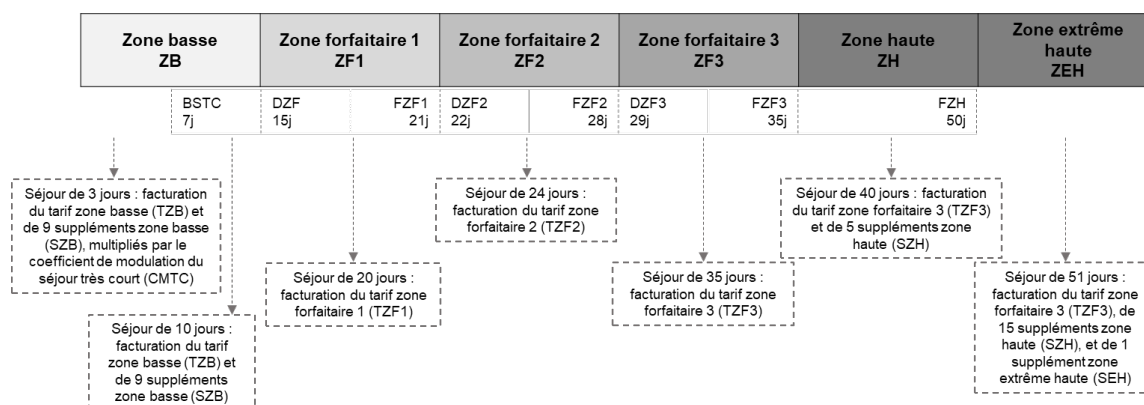 Zone basse
ZB
Zone forfaitaire 1
ZF1
Zone forfaitaire 2
ZF2
Zone forfaitaire 3
ZF3
Zone haute
ZH
Zone extrême
haute
ZEH
BSTC
7j
DZF
15j
FZF1
21j
DZF2
22j
FZF2
28j
DZF3
29j
FZF3
35j
FZH
50j
Séjour de 3 jours : facturation
du tarif zone basse (TZB) et
de 9 suppléments zone basse
(SZB), multipliés par le
coefficient de modulation du
séjour très court (CMTC)
Séjour de 10 jours :
facturation du tarif
zone basse (TZB) et
de 9 suppléments
zone basse (SZB)
Séjour de 20 jours :
facturation du tarif zone
forfaitaire 1 (TZF1)
Séjour de 24 jours :
facturation du tarif zone
forfaitaire 2 (TZF2)
Séjour de 35 jours :
facturation du tarif zone
forfaitaire 3 (TZF3)
Séjour de 40 jours : facturation
du tarif zone forfaitaire 3 (TZF3)
et de 5 suppléments zone
haute (SZH)
Séjour de 51 jours :
facturation du tarif zone
forfaitaire 3 (TZF3), de
15 suppléments zone
haute (SZH), et de 1
supplément zone
extrême haute (SEH)